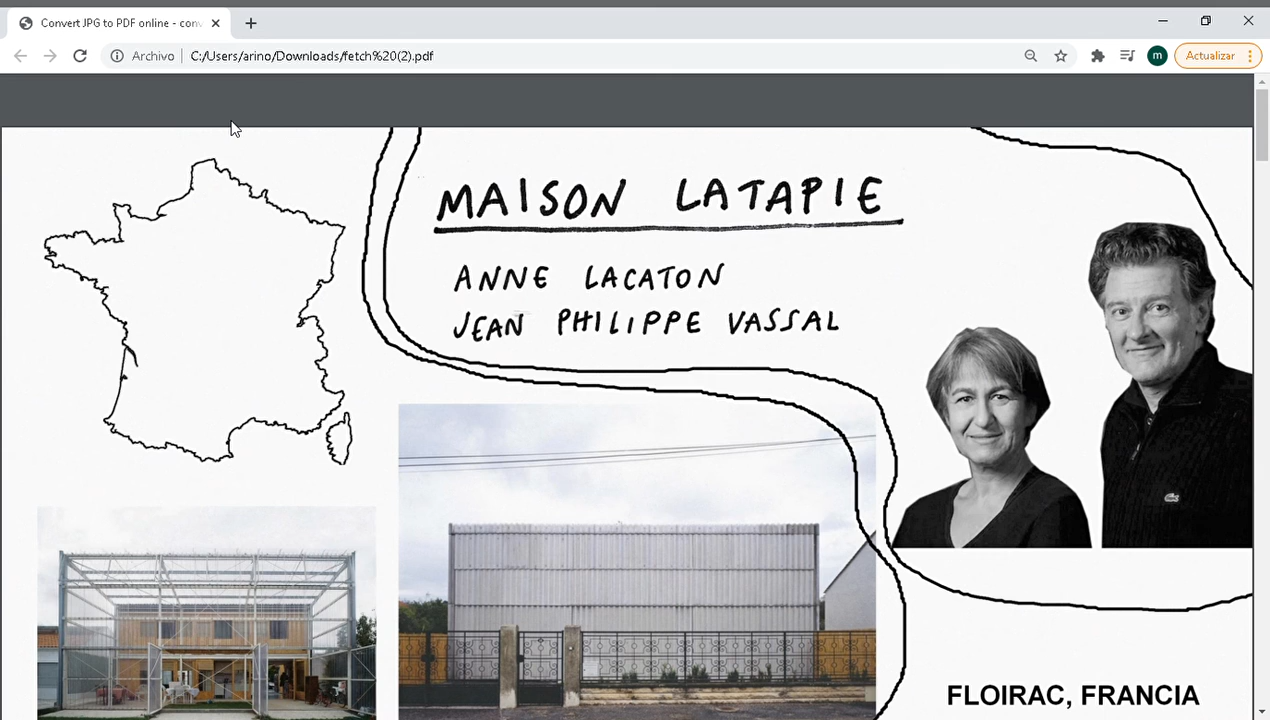 Convert JPG to PDF online - conv
Archivo
C:/Users/arino/Downloads/fetch%20(2).pdf
m
Actualizar
MAISON LATAPIE
ANNE LACATON
JEAN PHILIPPE VASSAL
FLOIRAC, FRANCIA